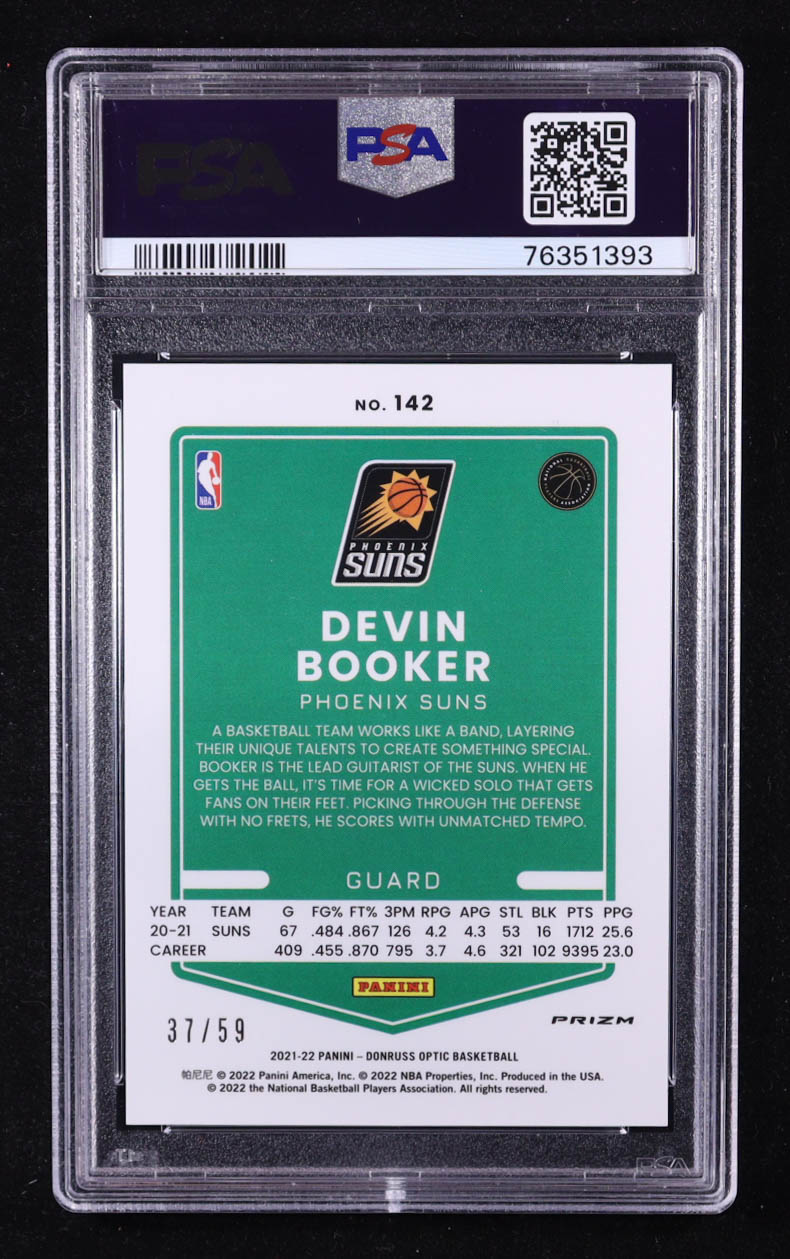 PSA
PSA
76351393
NO. 142
NBA
PHOENIX
SUNS
DEVIN
BOOKER
PHOENIX SUNS
A BASKETBALL TEAM WORKS LIKE A BAND, LAYERING
THEIR UNIQUE TALENTS TO CREATE SOMETHING SPECIAL.
BOOKER IS THE LEAD GUITARIST OF THE SUNS. WHEN HE
GETS THE BALL, IT'S TIME FOR A WICKED SOLO THAT GETS
FANS ON THEIR FEET. PICKING THROUGH THE DEFENSE
WITH NO FRETS, HE SCORES WITH UNMATCHED TEMPO.
GUARD
YEAR TEAM G FG% FT% 3PM RPG APG STL BLK PTS PPG
20-21 SUNS 67 .484 .867 126 4.2 4.3 53 16 1712 25.6
CAREER 409 .455 .870 795 3.7 4.6 321 102 9395 23.0
PANINI
37/59
PRIZM
2021-22 PANINI – DONRUSS OPTIC BASKETBALL
帕尼尼 © 2022 Panini America, Inc. © 2022 NBA Properties, Inc. Produced in the USA.
© 2022 the National Basketball Players Association. All rights reserved.
PSA